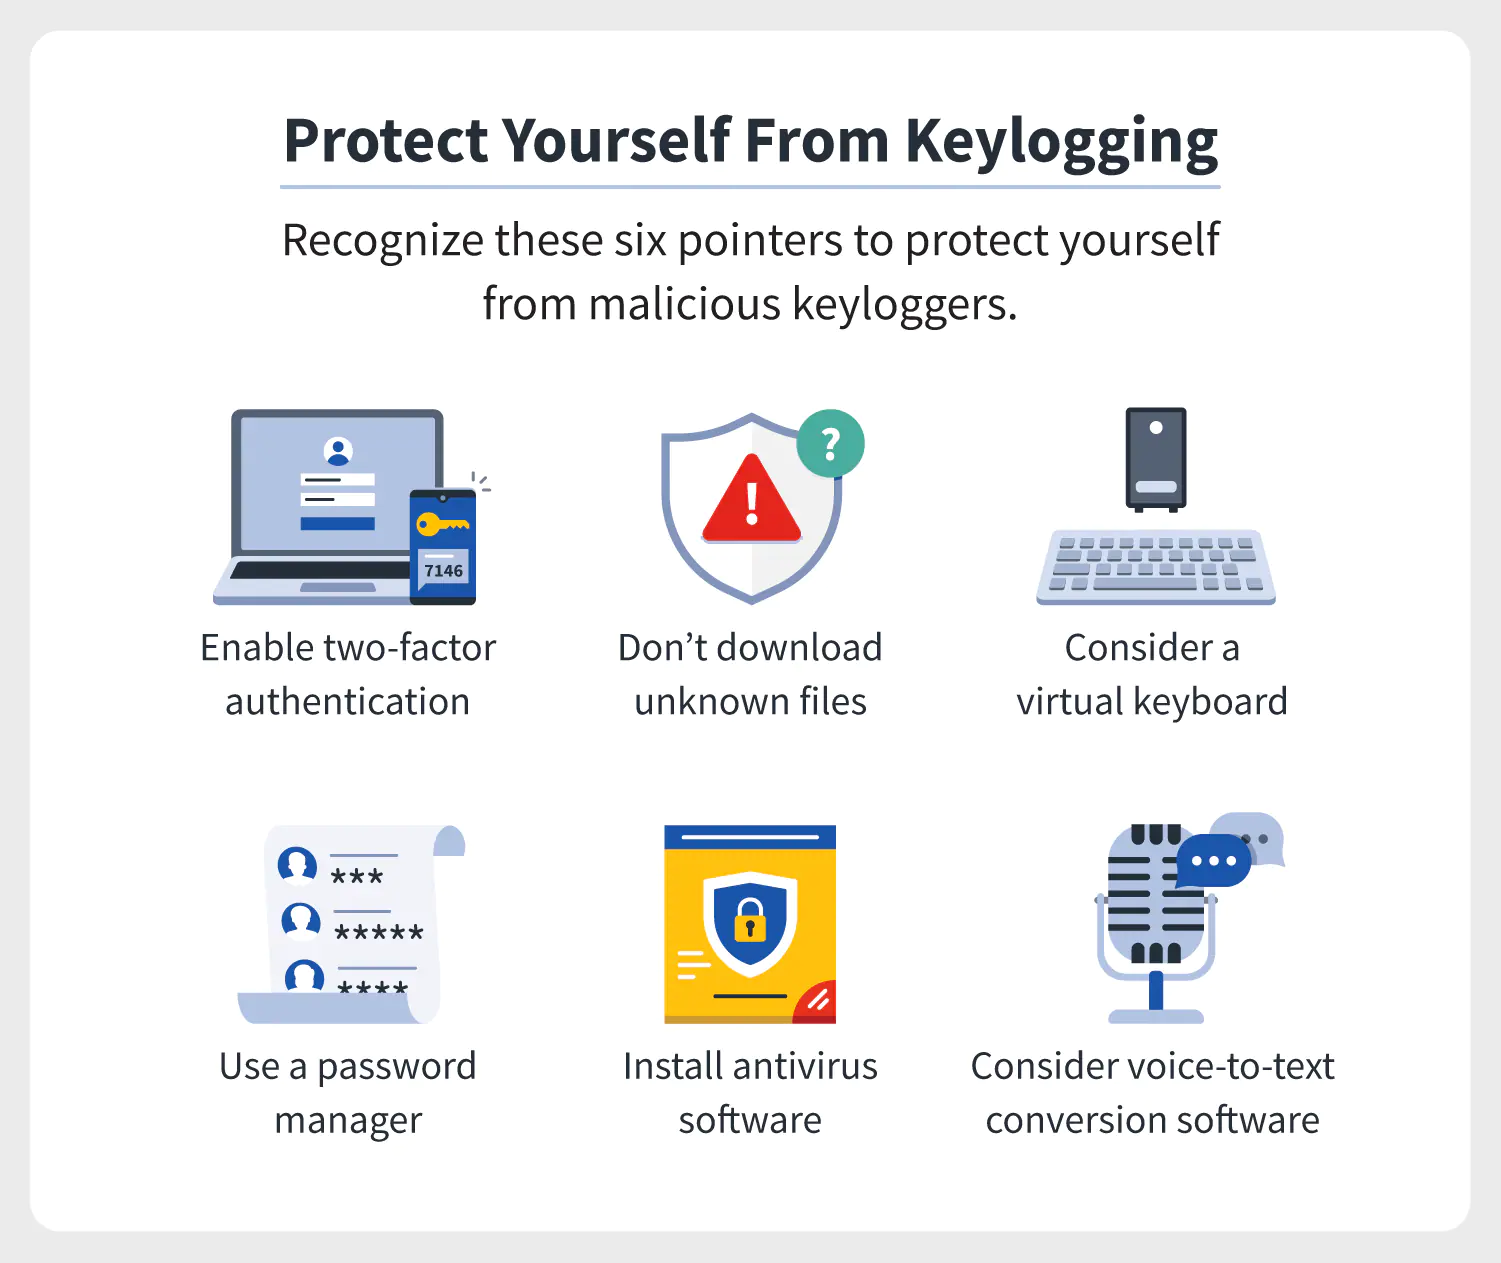 Protect Yourself From Keylogging
Recognize these six pointers to protect yourself
from malicious keyloggers.
7146
Enable two-factor
authentication
?
!
Don’t download
unknown files
Consider a
virtual keyboard
***
*****
****
Use a password
manager
Install antivirus
software
Consider voice-to-text
conversion software